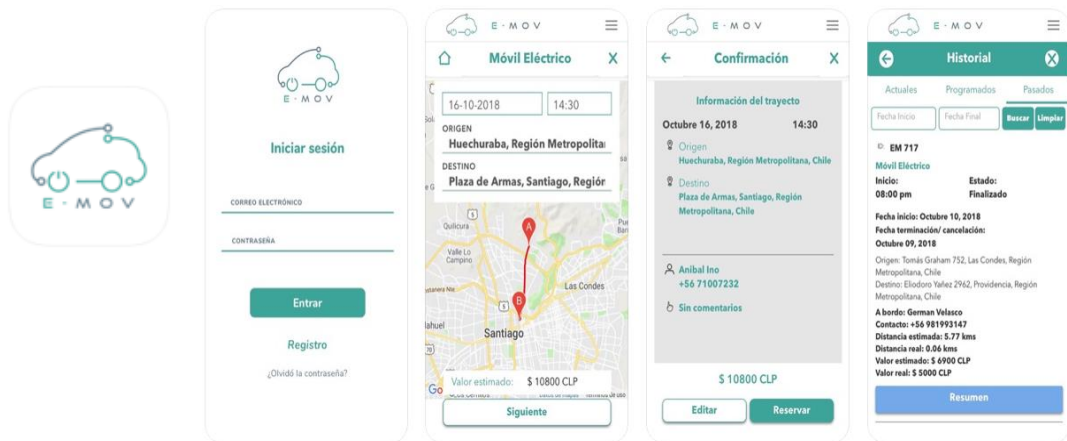 E-MOV
E-MOV
Iniciar sesión
CORREO ELECTRÓNICO
CONTRASEÑA
Entrar
Registro
¿Olvidó la contraseña?
E-MOV
Móvil Eléctrico X
16-10-2018 14:30
ORIGEN
Huechuraba, Región Metropolita
DESTINO
Plaza de Armas, Santiago, Región
5
A
Quilicura
Valle Lo
Campino
Las Condes
5
B
Santiago
70
78
Go
Valor estimado: $ 10800 CLP
Siguiente
E-MOV
Confirmación X
Información del trayecto
Octubre 16, 2018 14:30
Origen
Huechuraba, Región Metropolitana, Chile
Destino
Plaza de Armas, Santiago, Región
Metropolitana, Chile
Anibal Ino
+56 71007232
Sin comentarios
$ 10800 CLP
Editar Reservar
E-MOV
Historial X
Actuales Programados Pasados
Fecha Inicio Fecha Final Buscar Limpiar
ID: EM 717
Móvil Eléctrico
Inicio: Estado:
08:00 pm Finalizado
Fecha inicio: Octubre 10, 2018
Fecha terminación/ cancelación:
Octubre 09, 2018
Origen: Tomás Graham 752, Las Condes, Región
Metropolitana, Chile
Destino: Eliodoro Yañez 2962, Providencia, Región
Metropolitana, Chile
A bordo: German Velasco
Contacto: +56 981993147
Distancia estimada: 5.77 kms
Distancia real: 0.06 kms
Valor estimado: $ 6900 CLP
Valor real: $ 5000 CLP
Resumen